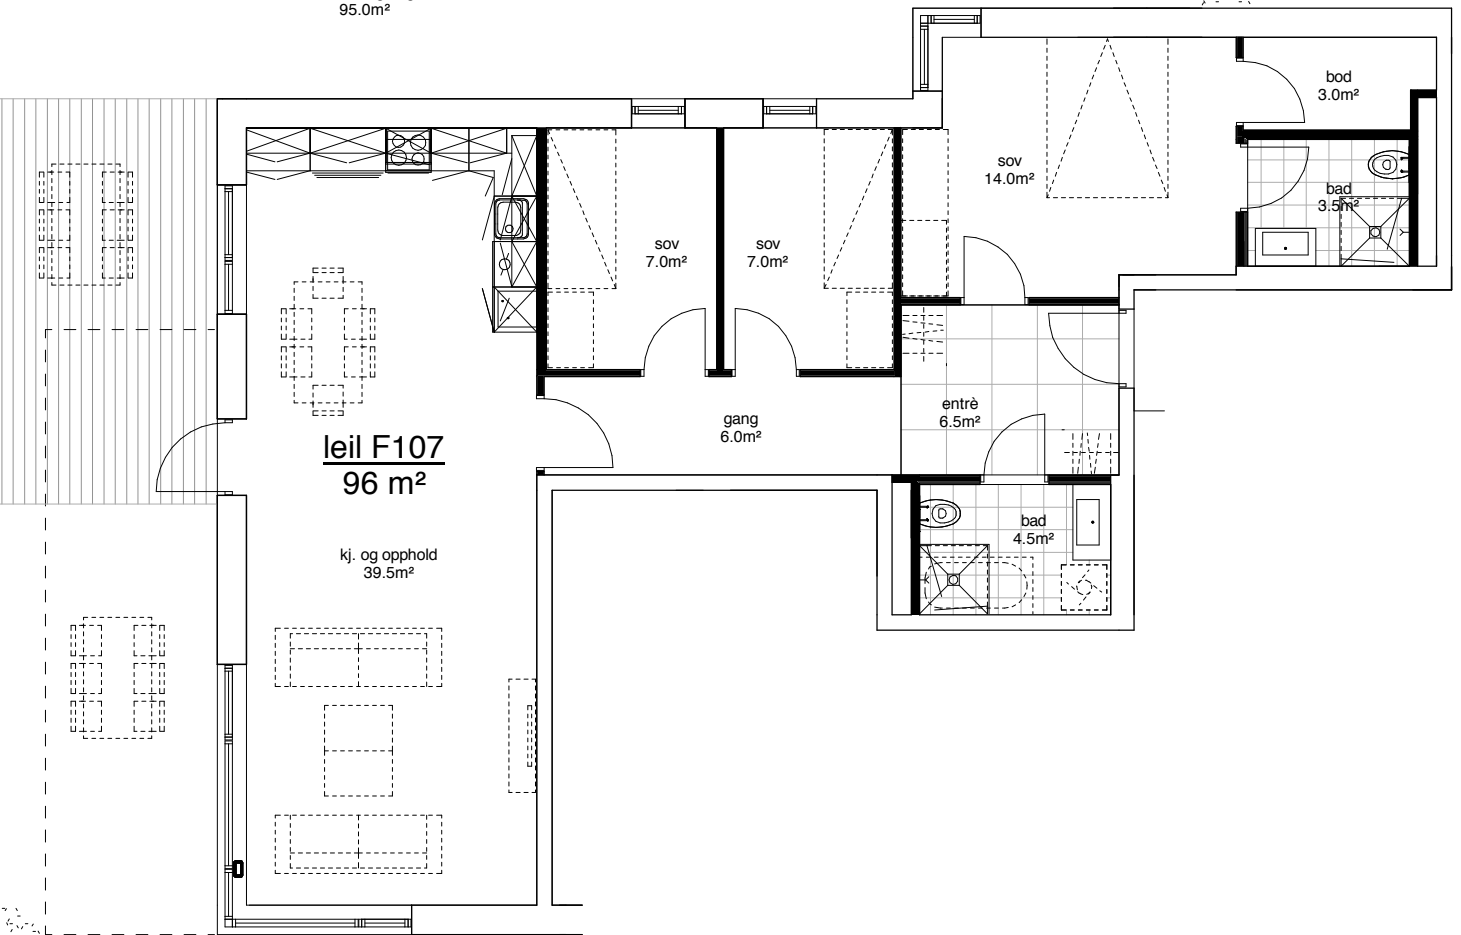 95.0m²
bod
3.0m²
sov
14.0m²
bad
3.5m²
sov
7.0m²
sov
7.0m²
entrè
6.5m²
gang
6.0m²
leil F107
96 m²
bad
4.5m²
kj. og opphold
39.5m²